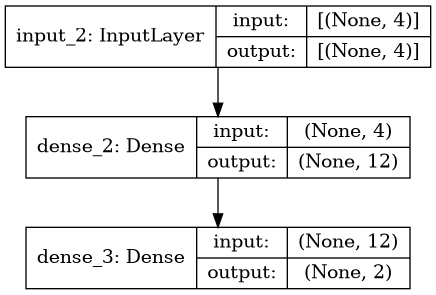 input_2: InputLayer
input:
[(None, 4)]
output:
[(None, 4)]
dense_2: Dense
input:
(None, 4)
output:
(None, 12)
dense_3: Dense
input:
(None, 12)
output:
(None, 2)